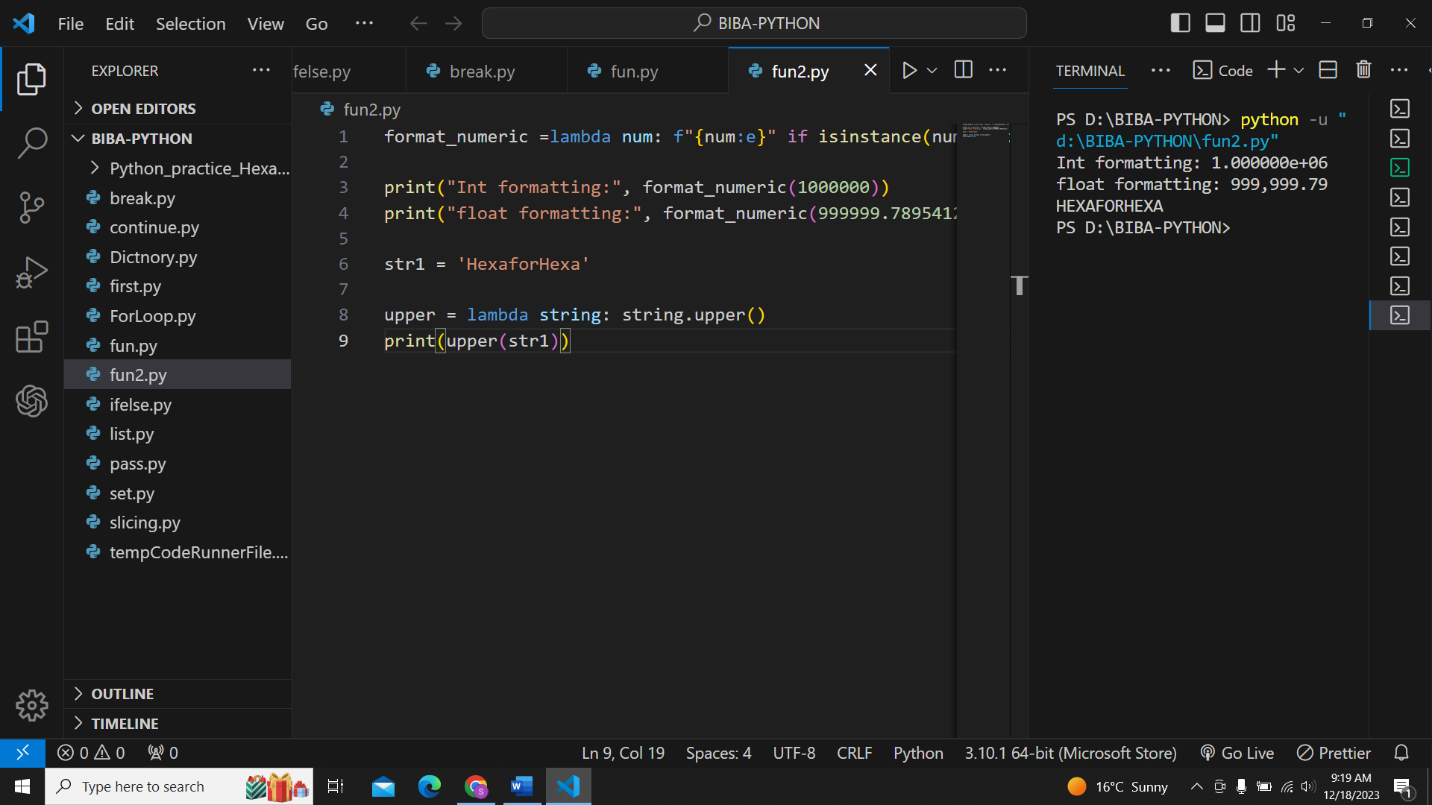 File Edit Selection View Go ··· BIBA-PYTHON
EXPLORER
OPEN EDITORS
BIBA-PYTHON
Python_practice_Hexa...
break.py
continue.py
Dictnory.py
first.py
ForLoop.py
fun.py
fun2.py
ifelse.py
list.py
pass.py
set.py
slicing.py
tempCodeRunnerFile....
OUTLINE
TIMELINE
felse.py break.py fun.py fun2.py
fun2.py
1 format_numeric =lambda num: f"{num:e}" if isinstance(
2
3 print("Int formatting:", format_numeric(1000000))
4 print("float formatting:", format_numeric(999999.7895412
5
6 str1 = 'HexaforHexa'
7
8 upper = lambda string: string.upper()
9 print(upper(str1))
TERMINAL ··· Code
PS D:\BIBA-PYTHON> python -u "
d:\BIBA-PYTHON\fun2.py"
Int formatting: 1.000000e+06
float formatting: 999,999.79
HEXAFORHEXA
PS D:\BIBA-PYTHON>
0 0 0 Ln 9, Col 19 Spaces: 4 UTF-8 CRLF Python 3.10.1 64-bit (Microsoft Store) Go Live Prettier
Type here to search 16°C Sunny 9:19 AM
12/18/2023 1